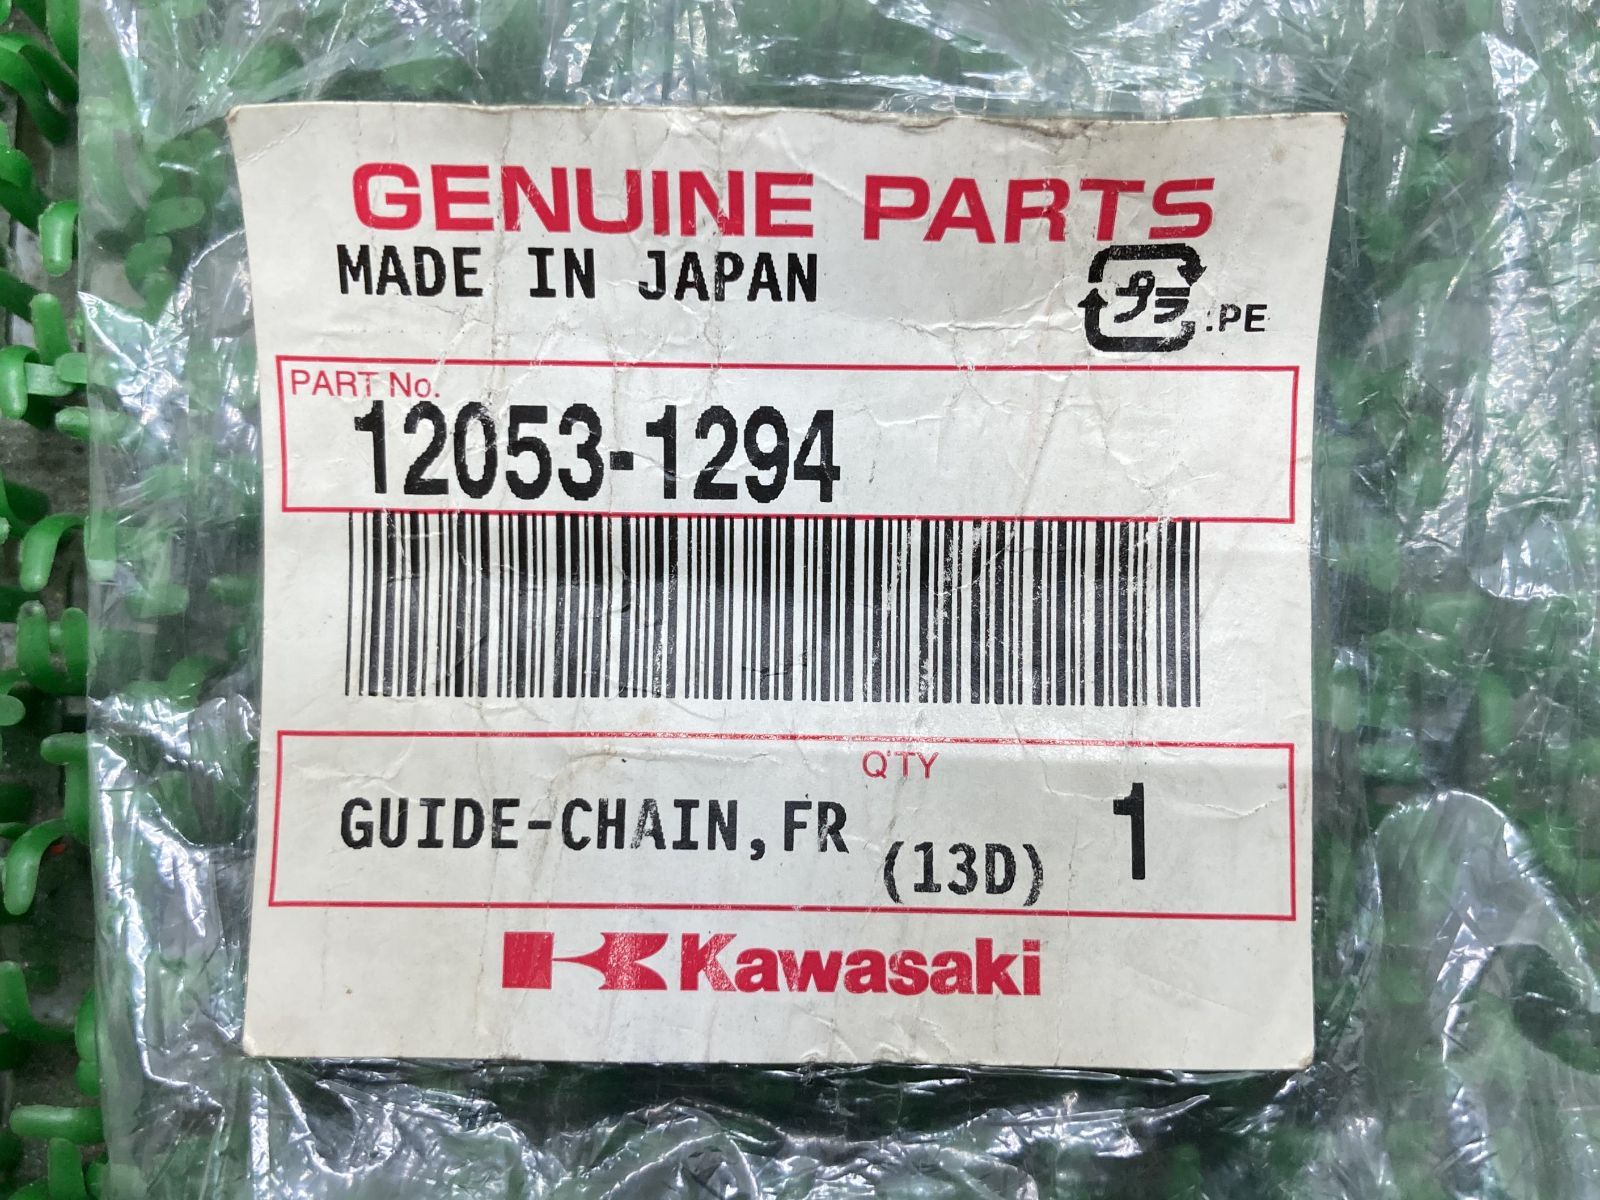 GENUINE PARTS
MADE IN JAPAN
プラ
:PE
PART No.
12053-1294
Q'TY
GUIDE-CHAIN,FR
(13D)
1
Kawasaki